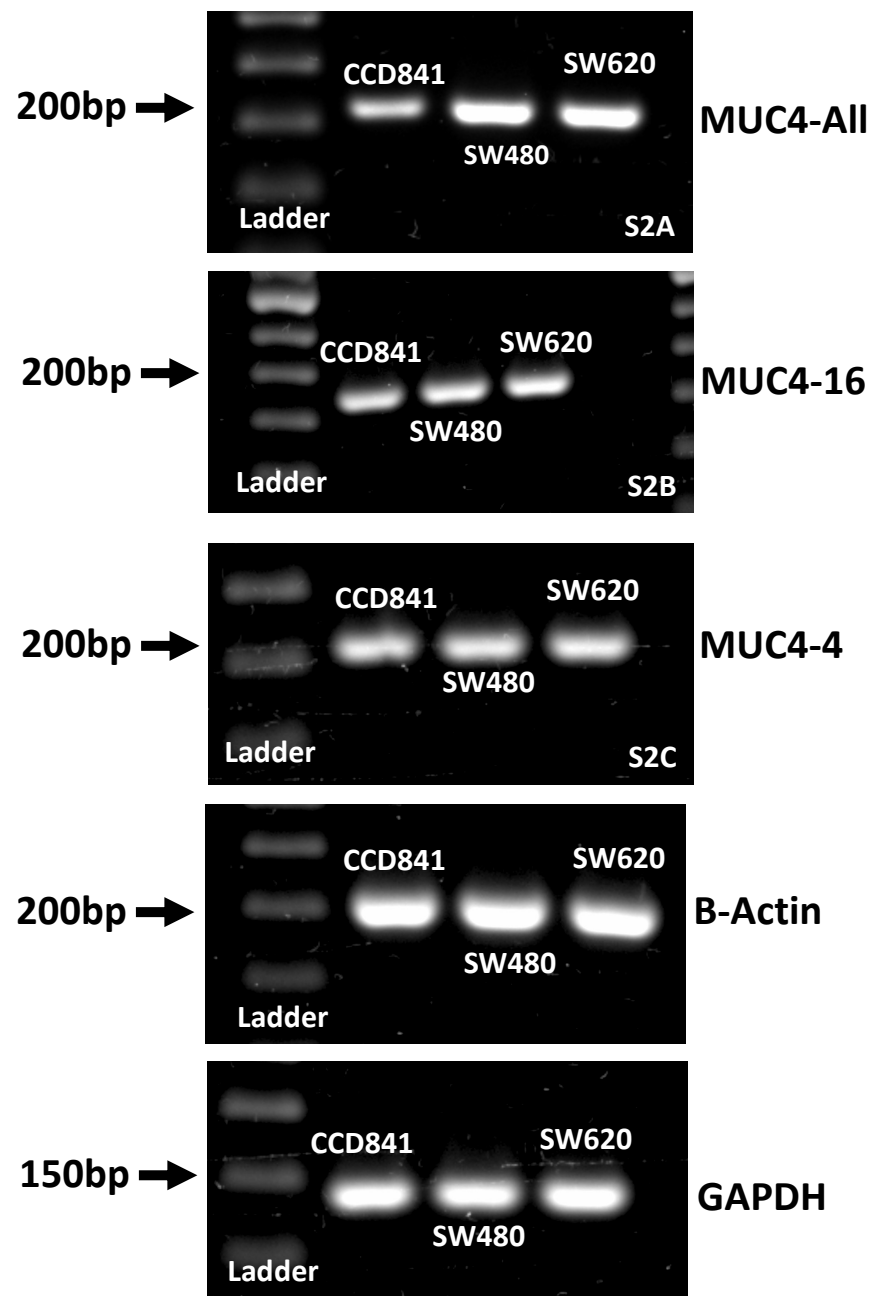 CCD841
SW620
200bp
MUC4-All
SW480
Ladder
S2A
CCD841
SW620
200bp
MUC4-16
SW480
Ladder
S2B
CCD841
SW620
200bp
MUC4-4
SW480
Ladder
S2C
CCD841
SW620
200bp
B-Actin
SW480
Ladder
CCD841
SW620
150bp
GAPDH
SW480
Ladder